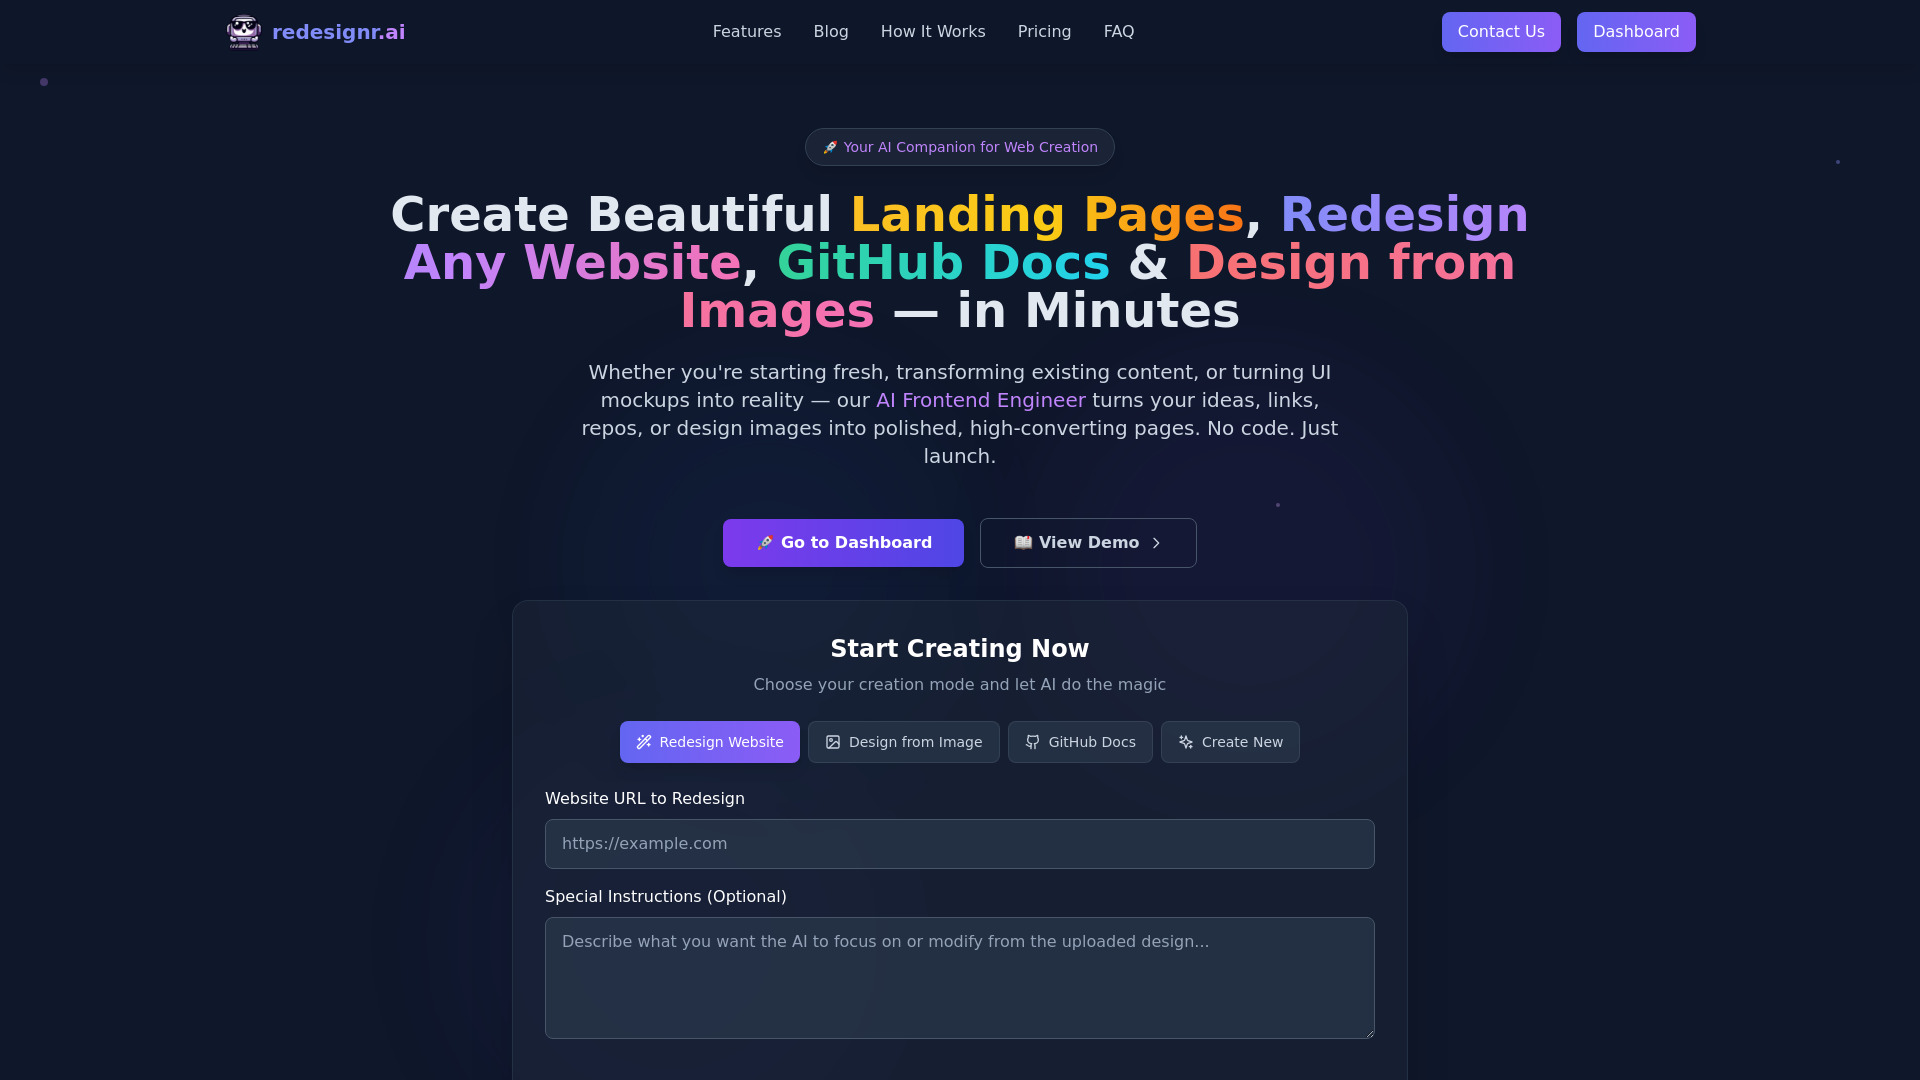 redesignr.ai
Features
Blog
How It Works
Pricing
FAQ
Contact Us
Dashboard
🚀 Your AI Companion for Web Creation
Create Beautiful Landing Pages, Redesign
Any Website, GitHub Docs & Design from
Images — in Minutes
Whether you're starting fresh, transforming existing content, or turning UI
mockups into reality — our AI Frontend Engineer turns your ideas, links,
repos, or design images into polished, high-converting pages. No code. Just
launch.
🚀 Go to Dashboard
📖 View Demo
Start Creating Now
Choose your creation mode and let AI do the magic
Redesign Website
Design from Image
GitHub Docs
Create New
Website URL to Redesign
https://example.com
Special Instructions (Optional)
Describe what you want the AI to focus on or modify from the uploaded design...